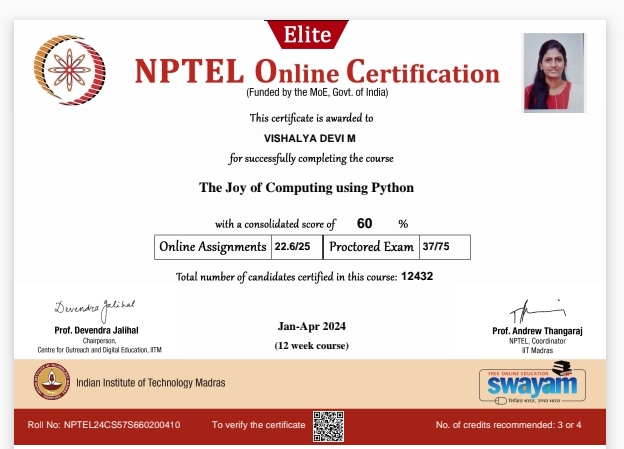 Elite
NPTEL Online Certification
(Funded by the MoE, Govt. of India)
This certificate is awarded to
VISHALYA DEVI M
for successfully completing the course
The Joy of Computing using Python
with a consolidated score of 60 %
Online Assignments 22.6/25 Proctored Exam 37/75
Total number of candidates certified in this course: 12432
Devendra Jalihal
Prof. Devendra Jalihal
Chairperson,
Centre for Outreach and Digital Education, IITM
Jan-Apr 2024
(12 week course)
Prof. Andrew Thangaraj
NPTEL, Coordinator
IIT Madras
Indian Institute of Technology Madras
FREE ONLINE EDUCATION
swayam
शिक्षित भारत, उन्नत भारत
Roll No: NPTEL24CS57S660200410 To verify the certificate No. of credits recommended: 3 or 4